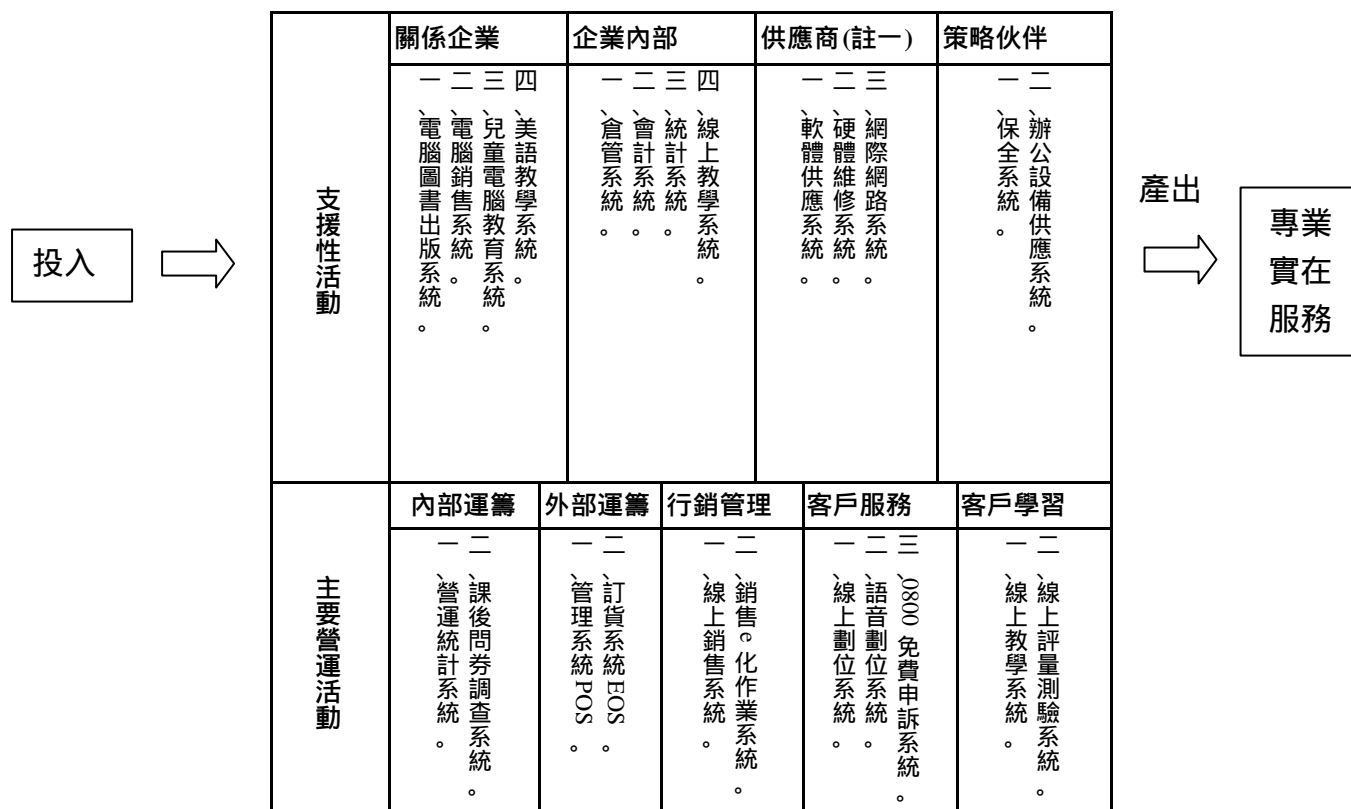 投入
支援性活動
關係企業
一、電腦圖書出版系統。
二、電腦銷售系統。
三、兒童電腦教育系統。
四、美語教學系統。
企業內部
一、倉管系統。
二、會計系統。
三、統計系統。
四、線上教學系統。
供應商(註一)
一、軟體供應系統。
二、硬體維修系統。
三、網際網路系統。
策略伙伴
一、保全系統。
二、辦公設備供應系統。
主要營運活動
內部運籌
一、營運統計系統。
二、課後問券調查系統。
外部運籌
一、管理系統 POS。
二、訂貨系統 EOS。
行銷管理
一、線上銷售系統。
二、銷售 e 化作業系統。
客戶服務
一、線上劃位系統。
二、語音劃位系統。
三、0800 免費申訴系統。
客戶學習
一、線上教學系統。
二、線上評量測驗系統。
產出
專業
實在
服務